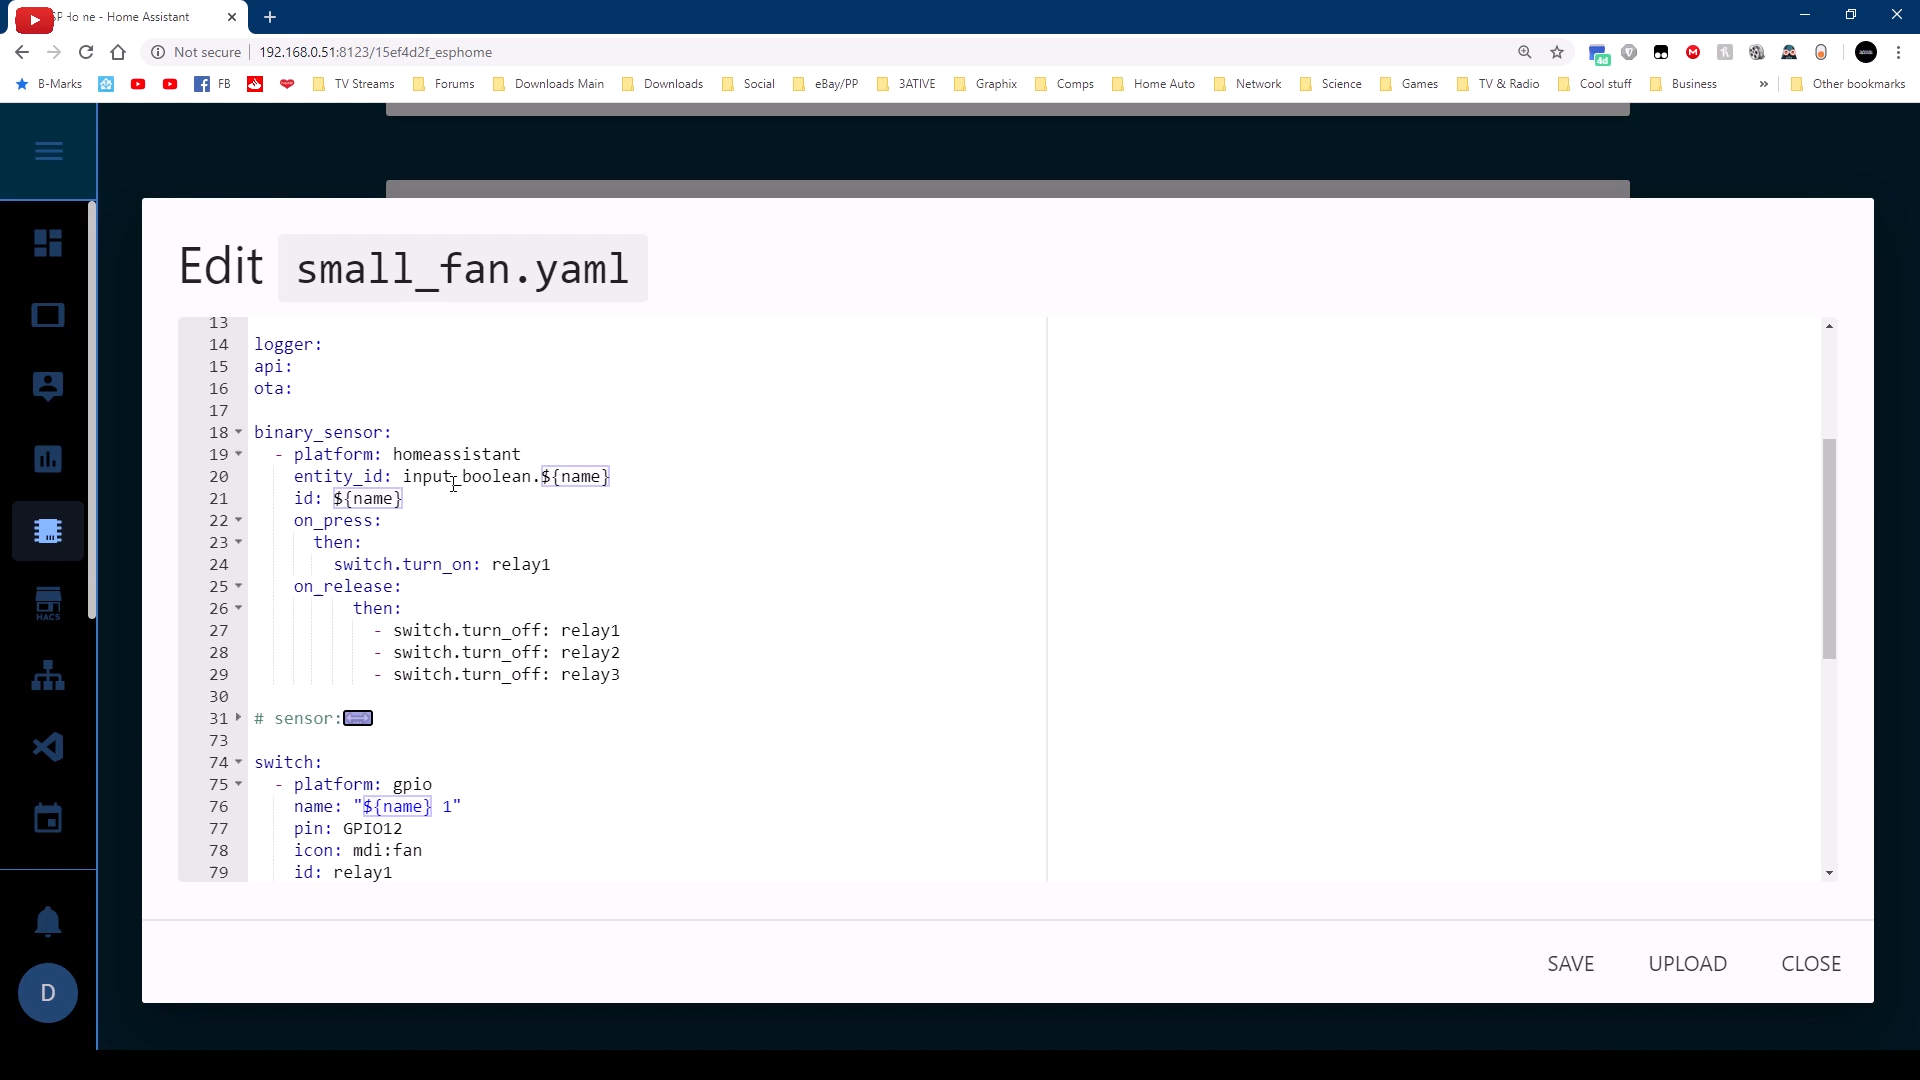 Home - Home Assistant
Not secure
192.168.0.51:8123/15ef4d2f_esphome
4d
B-Marks
FB
TV Streams
Forums
Downloads Main
Downloads
Social
eBay/PP
3ATIVE
Graphix
Comps
Home Auto
Network
Science
Games
TV & Radio
Cool stuff
Business
»
Other bookmarks
HACS
D
Edit small_fan.yaml
13
14 logger:
15 api:
16 ota:
17
18 binary_sensor:
19 - platform: homeassistant
20 entity_id: input_boolean.${name}
21 id: ${name}
22 on_press:
23 then:
24 switch.turn_on: relay1
25 on_release:
26 then:
27 - switch.turn_off: relay1
28 - switch.turn_off: relay2
29 - switch.turn_off: relay3
30
31 # sensor:
73
74 switch:
75 - platform: gpio
76 name: "${name} 1"
77 pin: GPIO12
78 icon: mdi:fan
79 id: relay1
SAVE
UPLOAD
CLOSE